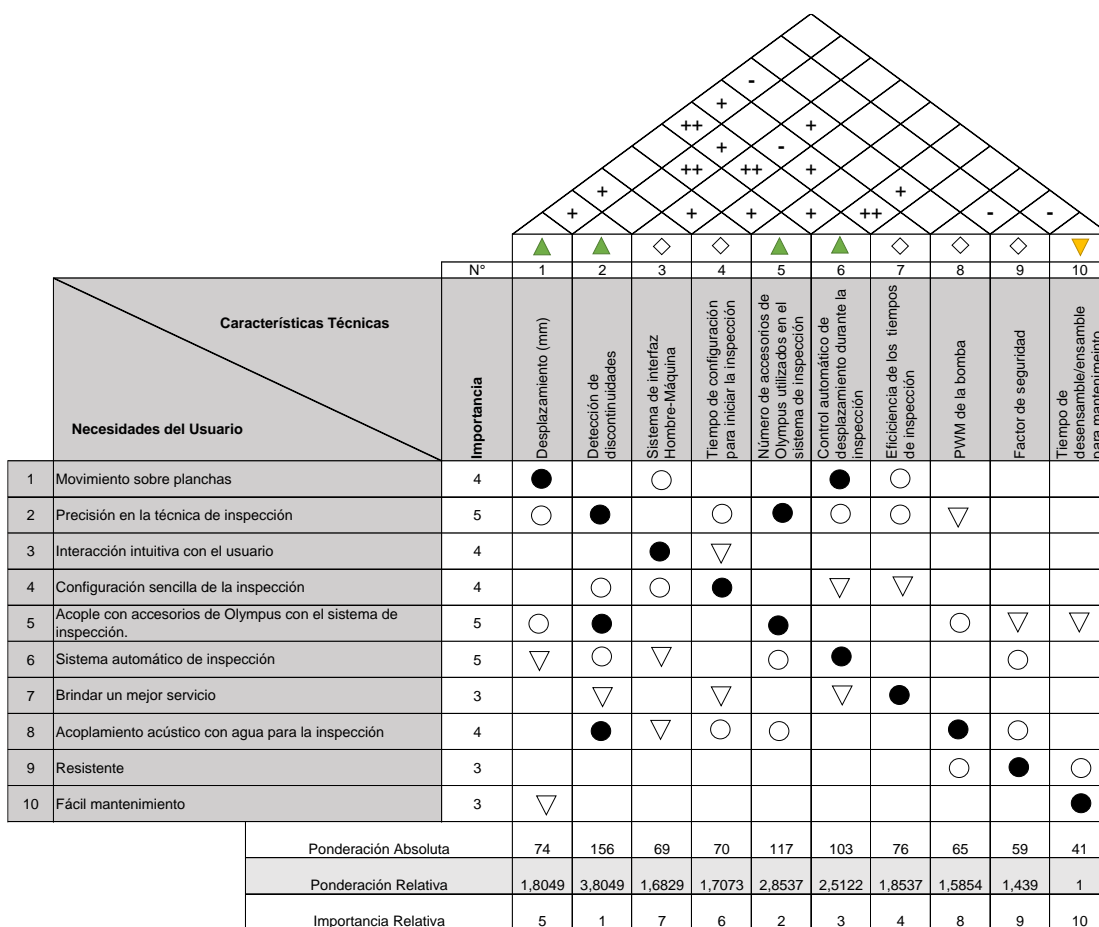 -
+
++ +
+ -
++ ++ +
+ +
+ + + + ++ - -
N° 1 2 3 4 5 6 7 8 9 10
Características Técnicas
Necesidades del Usuario
Importancia
Desplazamiento (mm)
Detección de
discontinuidades
Sistema de interfaz
Hombre-Máquina
Tiempo de configuración
para iniciar la inspección
Número de accesorios de
Olympus utilizados en el
sistema de inspección
Control automático de
desplazamiento durante la
inspección
Eficiciencia de los tiempos
de inspección
PWM de la bomba
Factor de seguridad
Tiempo de
desensamble/ensamble
para mantenimeinto
1 Movimiento sobre planchas 4
2 Precisión en la técnica de inspección 5
3 Interacción intuitiva con el usuario 4
4 Configuración sencilla de la inspección 4
5 Acople con accesorios de Olympus con el sistema de
inspección. 5
6 Sistema automático de inspección 5
7 Brindar un mejor servicio 3
8 Acoplamiento acústico con agua para la inspección 4
9 Resistente 3
10 Fácil mantenimiento 3
Ponderación Absoluta 74 156 69 70 117 103 76 65 59 41
Ponderación Relativa 1,8049 3,8049 1,6829 1,7073 2,8537 2,5122 1,8537 1,5854 1,439 1
Importancia Relativa 5 1 7 6 2 3 4 8 9 10